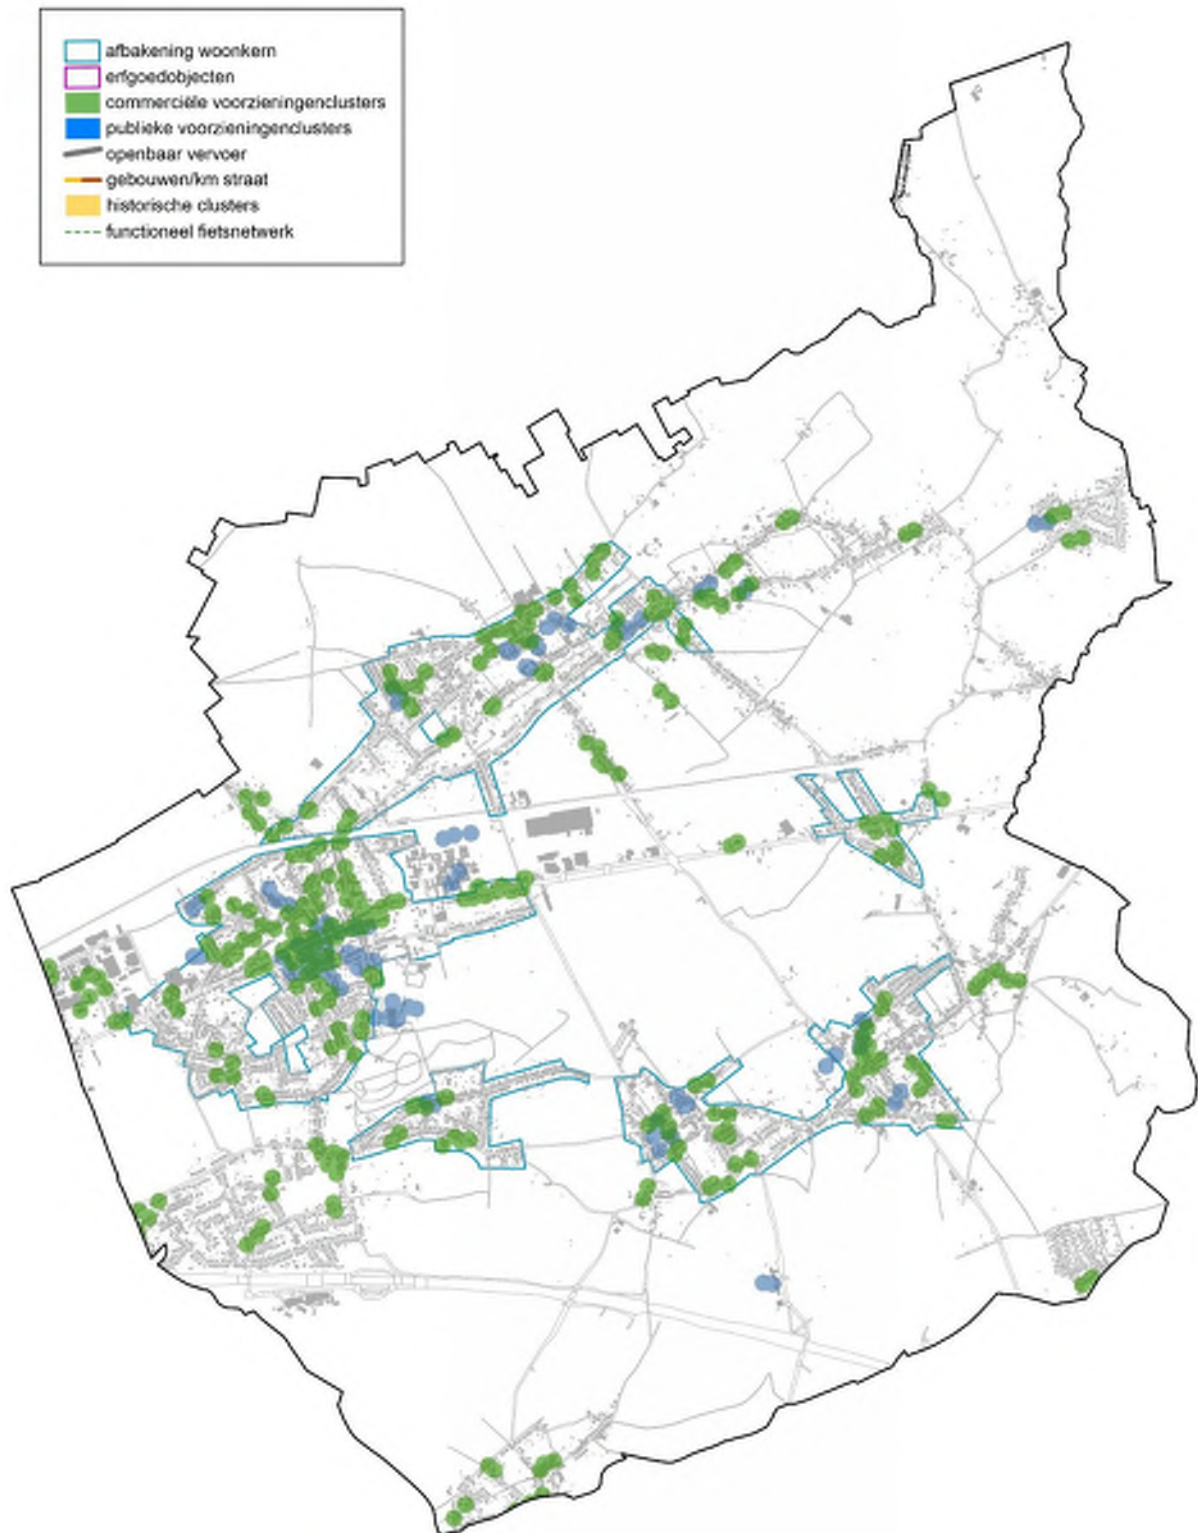 afbakening woonkern
erfgoedobjecten
commerciële voorzieningenclusters
publieke voorzieningenclusters
openbaar vervoer
gebouwen/km straat
historische clusters
functioneel fietsnetwerk